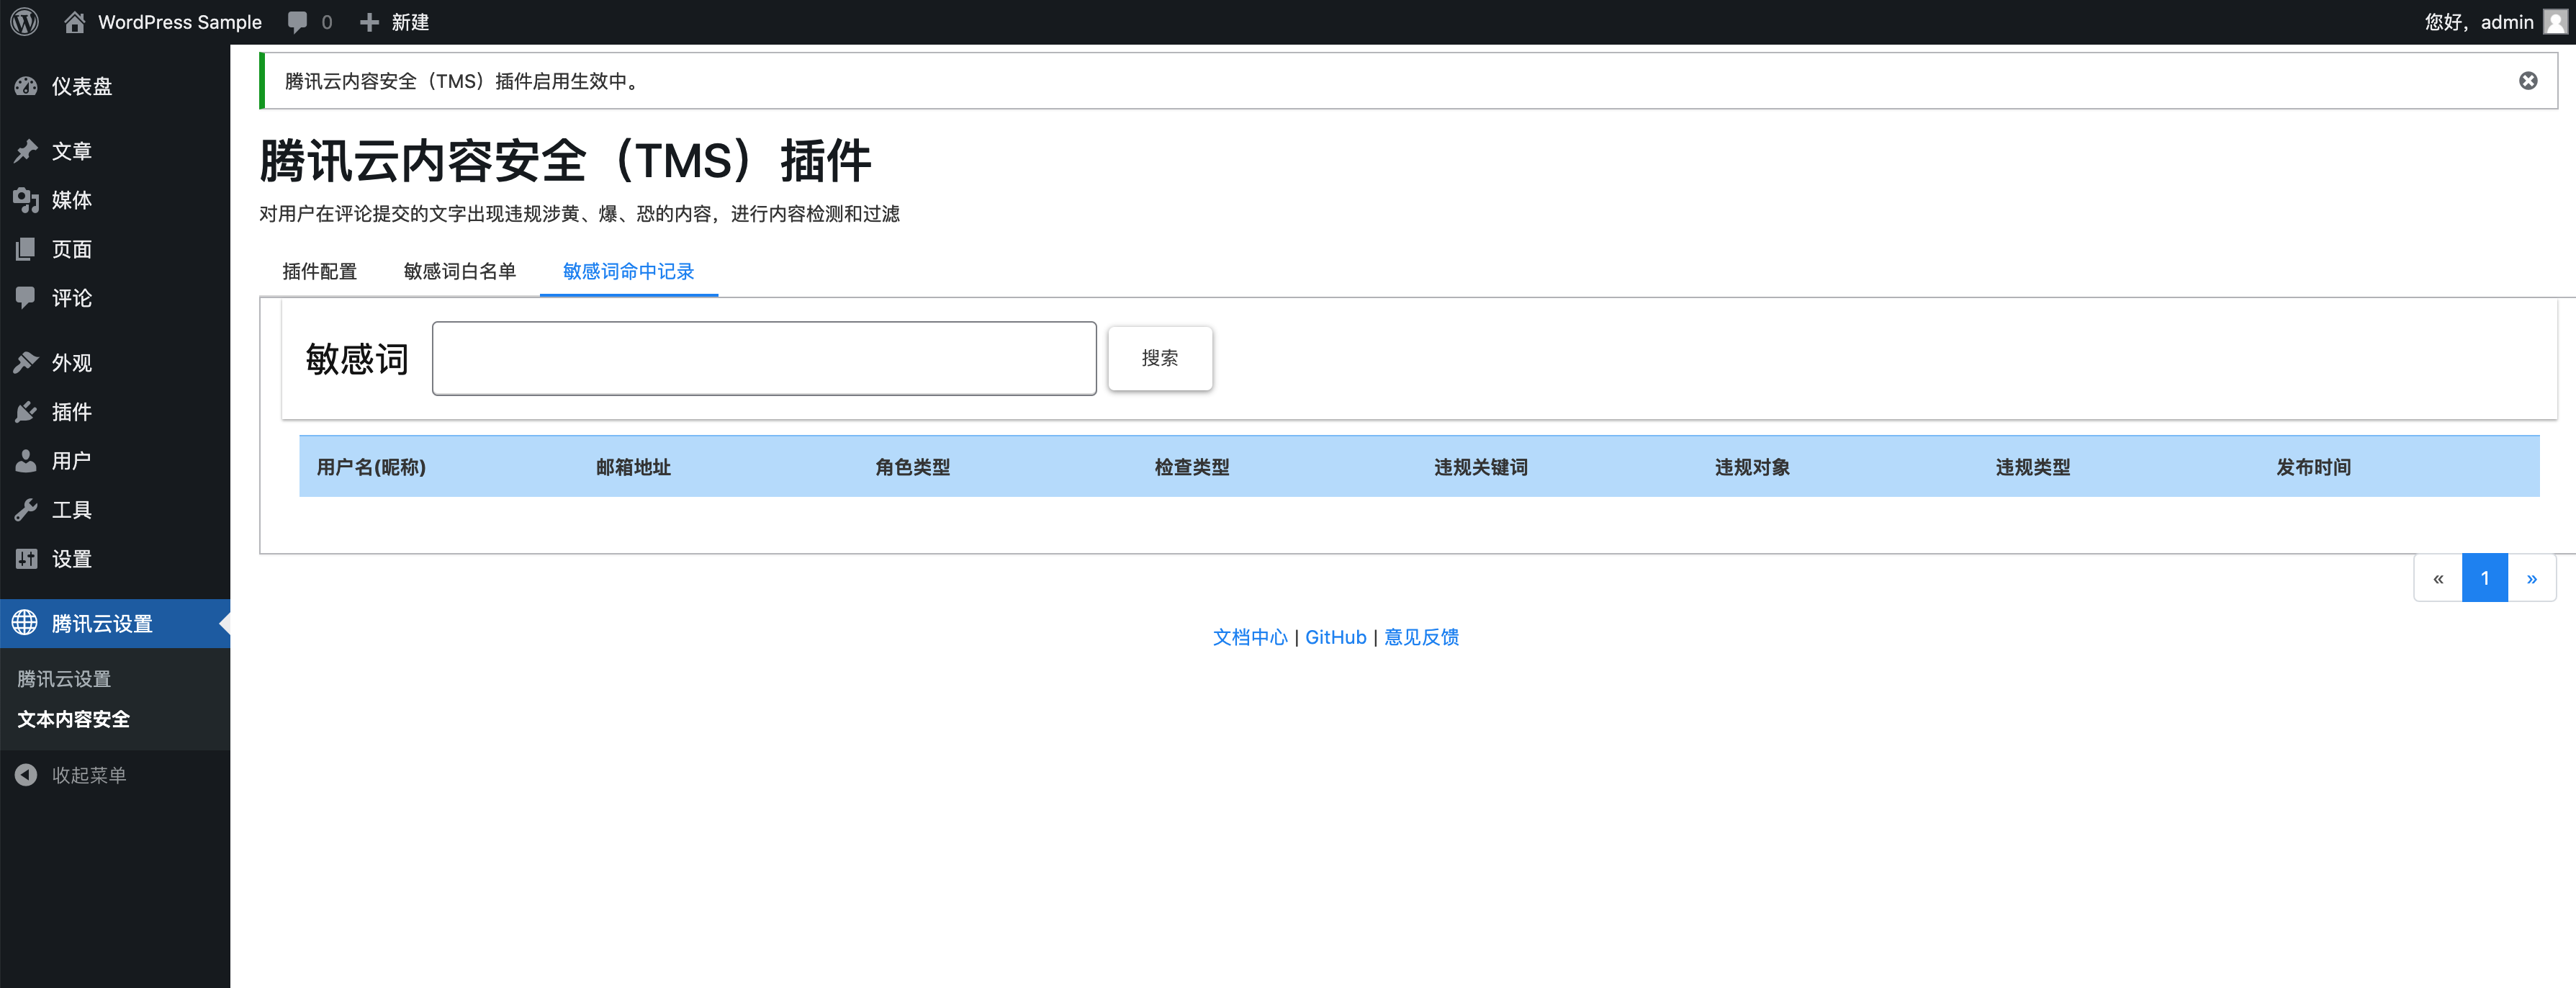 WordPress Sample 0 新建 您好，admin
仪表盘
文章
媒体
页面
评论
外观
插件
用户
工具
设置
腾讯云设置
腾讯云设置
文本内容安全
收起菜单
腾讯云内容安全（TMS）插件启用生效中。
腾讯云内容安全（TMS）插件
对用户在评论提交的文字出现违规涉黄、爆、恐的内容，进行内容检测和过滤
插件配置 敏感词白名单 敏感词命中记录
敏感词 搜索
用户名(昵称) 邮箱地址 角色类型 检查类型 违规关键词 违规对象 违规类型 发布时间
« 1 »
文档中心 | GitHub | 意见反馈